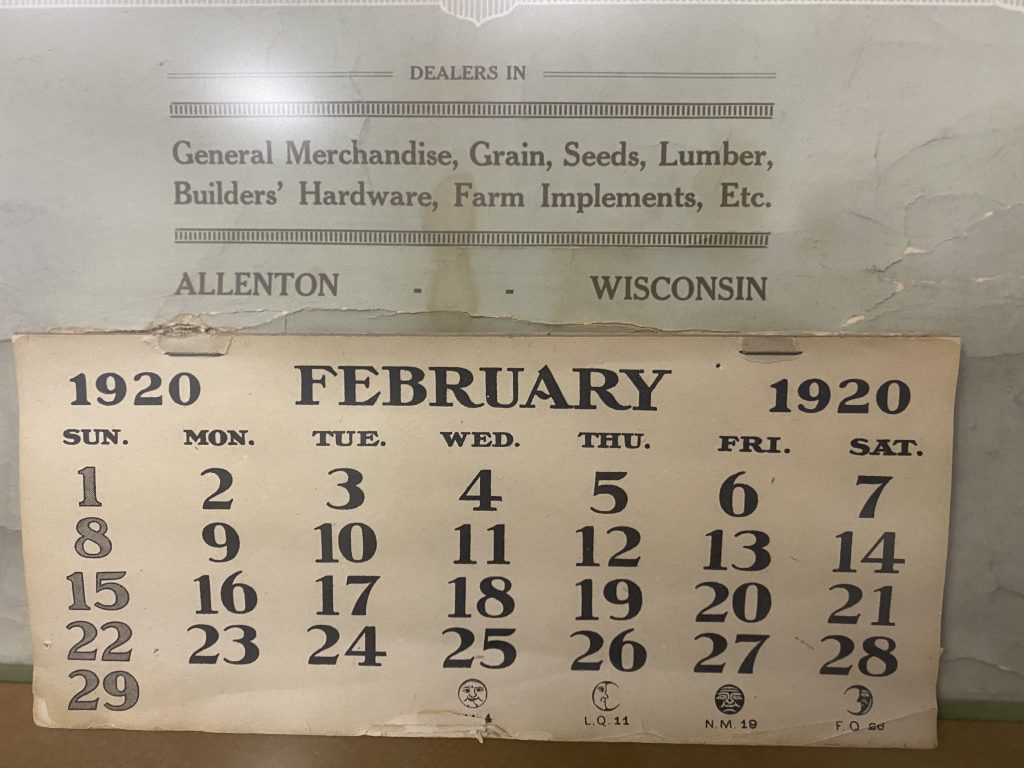 DEALERS IN
General Merchandise, Grain, Seeds, Lumber,
Builders' Hardware, Farm Implements, Etc.
ALLENTON - - WISCONSIN
1920 FEBRUARY 1920
SUN. MON. TUE. WED. THU. FRI. SAT.
1 2 3 4 5 6 7
8 9 10 11 12 13 14
15 16 17 18 19 20 21
22 23 24 25 26 27 28
29
4 L.Q. 11 N.M. 19 F.Q.